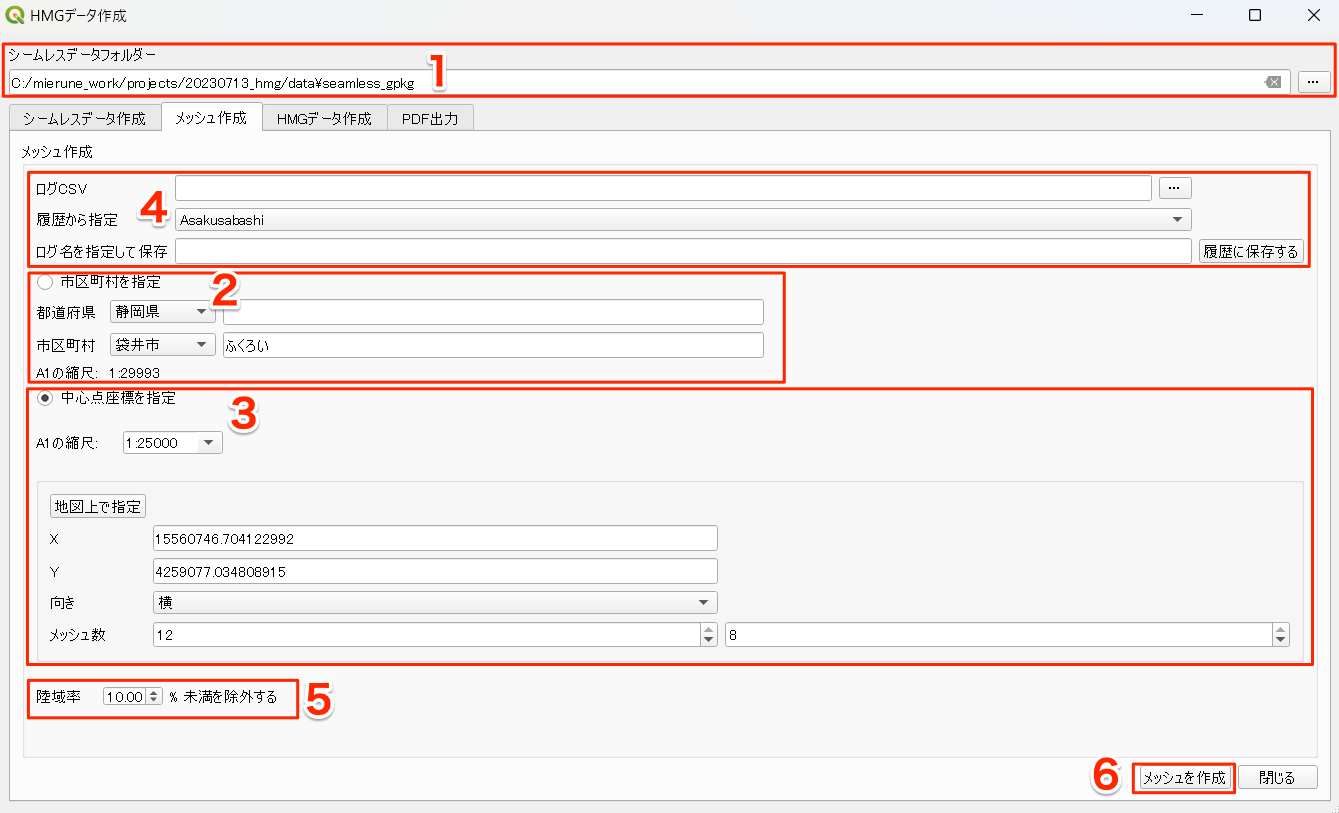 HMGデータ作成
シームレスデータフォルダー
1
C:/mierune_work/projects/20230713_hmg/data¥seamless_gpkg
...
シームレスデータ作成 メッシュ作成 HMGデータ作成 PDF出力
メッシュ作成
ログCSV
...
4
履歴から指定 Asakusabashi
ログ名を指定して保存 履歴に保存する
市区町村を指定
2
都道府県 静岡県
市区町村 袋井市 ふくろい
A1の縮尺: 1:29993
中心点座標を指定
3
A1の縮尺: 1:25000
地図上で指定
X 15560746.704122992
Y 4259077.034808915
向き 横
メッシュ数 12 8
陸域率 10.00 % 未満を除外する
5
6
メッシュを作成 閉じる